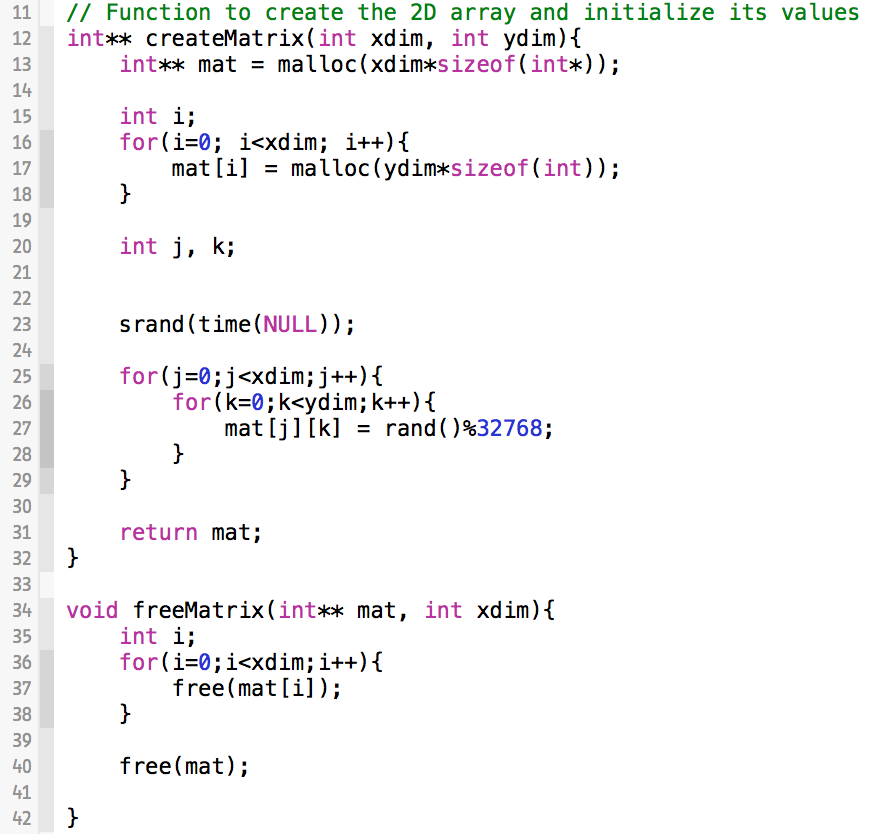 11 // Function to create the 2D array and initialize its values
12 int** createMatrix(int xdim, int ydim){
13     int** mat = malloc(xdim*sizeof(int*));
14
15     int i;
16     for(i=0; i<xdim; i++){
17         mat[i] = malloc(ydim*sizeof(int));
18     }
19
20     int j, k;
21
22
23     srand(time(NULL));
24
25     for(j=0;j<xdim;j++){
26         for(k=0;k<ydim;k++){
27             mat[j][k] = rand()%32768;
28         }
29     }
30
31     return mat;
32 }
33
34 void freeMatrix(int** mat, int xdim){
35     int i;
36     for(i=0;i<xdim;i++){
37         free(mat[i]);
38     }
39
40     free(mat);
41
42 }